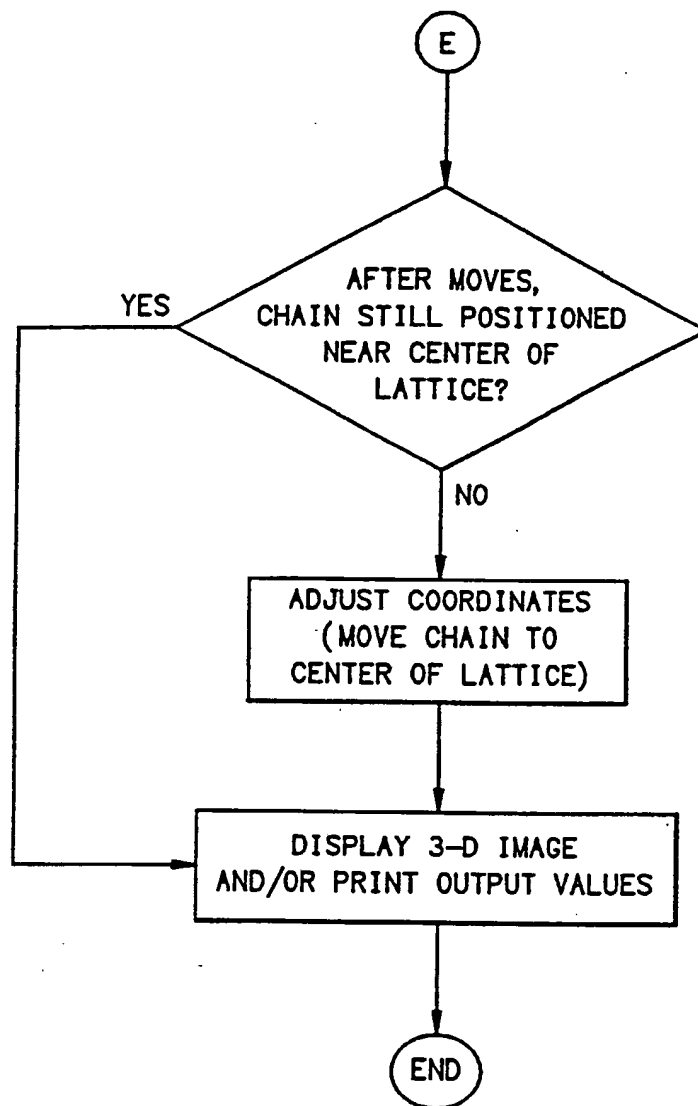 E
AFTER MOVES,
CHAIN STILL POSITIONED
NEAR CENTER OF
LATTICE?
YES
NO
ADJUST COORDINATES
(MOVE CHAIN TO
CENTER OF LATTICE)
DISPLAY 3-D IMAGE
AND/OR PRINT OUTPUT VALUES
END